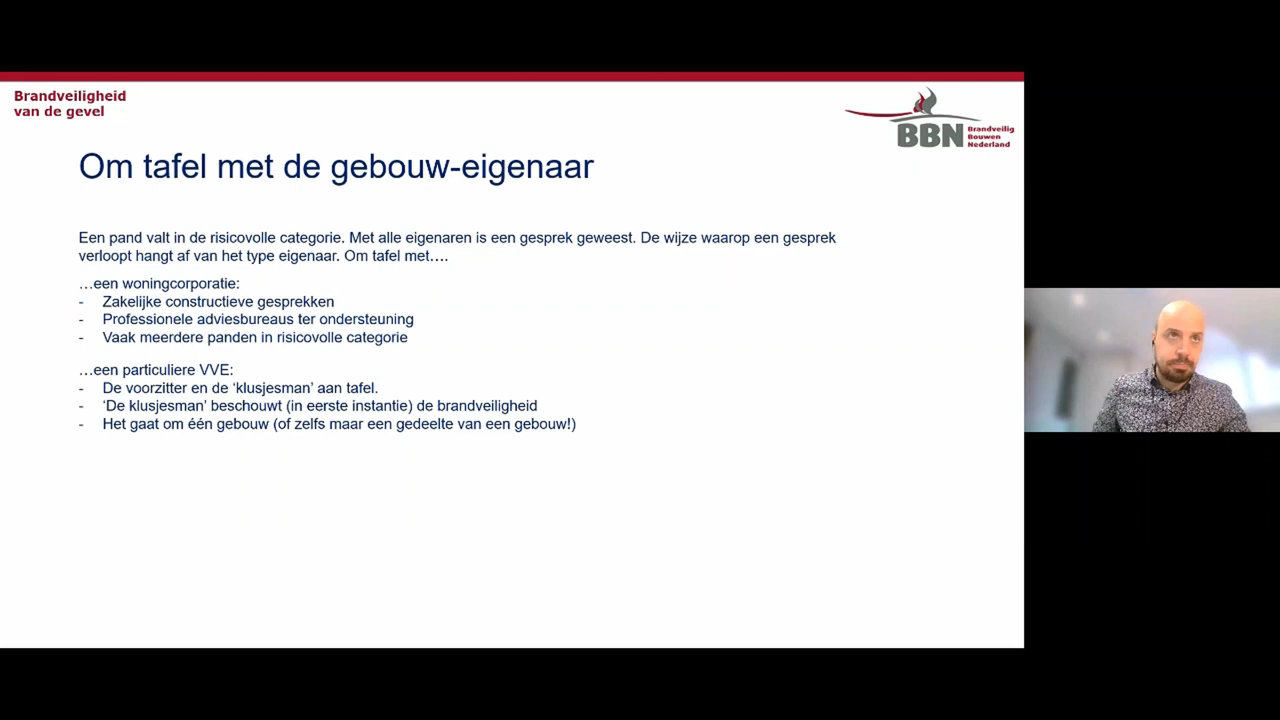 Brandveiligheid
van de gevel
BBN Brandveilig
Bouwen
Nederland
Om tafel met de gebouw-eigenaar
Een pand valt in de risicovolle categorie. Met alle eigenaren is een gesprek geweest. De wijze waarop een gesprek
verloopt hangt af van het type eigenaar. Om tafel met….
…een woningcorporatie:
- Zakelijke constructieve gesprekken
- Professionele adviesbureaus ter ondersteuning
- Vaak meerdere panden in risicovolle categorie
…een particuliere VVE:
- De voorzitter en de ‘klusjesman’ aan tafel.
- ‘De klusjesman’ beschouwt (in eerste instantie) de brandveiligheid
- Het gaat om één gebouw (of zelfs maar een gedeelte van een gebouw!)